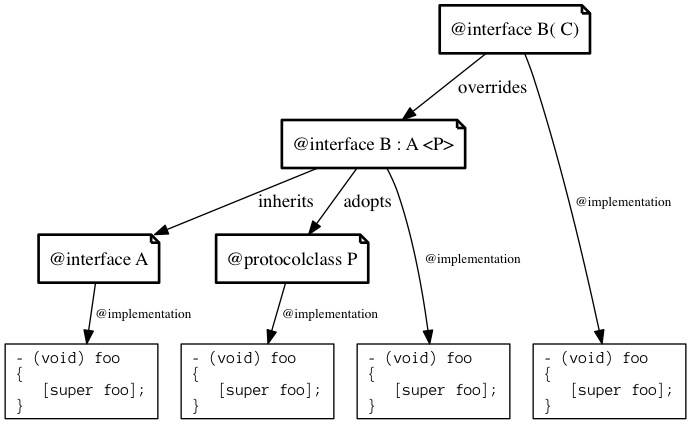 @interface B( C)
overrides
@interface B : A <P>
inherits
adopts
@implementation
@interface A
@protocolclass P
@implementation
@implementation
@implementation
- (void) foo
{
[super foo];
}
- (void) foo
{
[super foo];
}
- (void) foo
{
[super foo];
}
- (void) foo
{
[super foo];
}